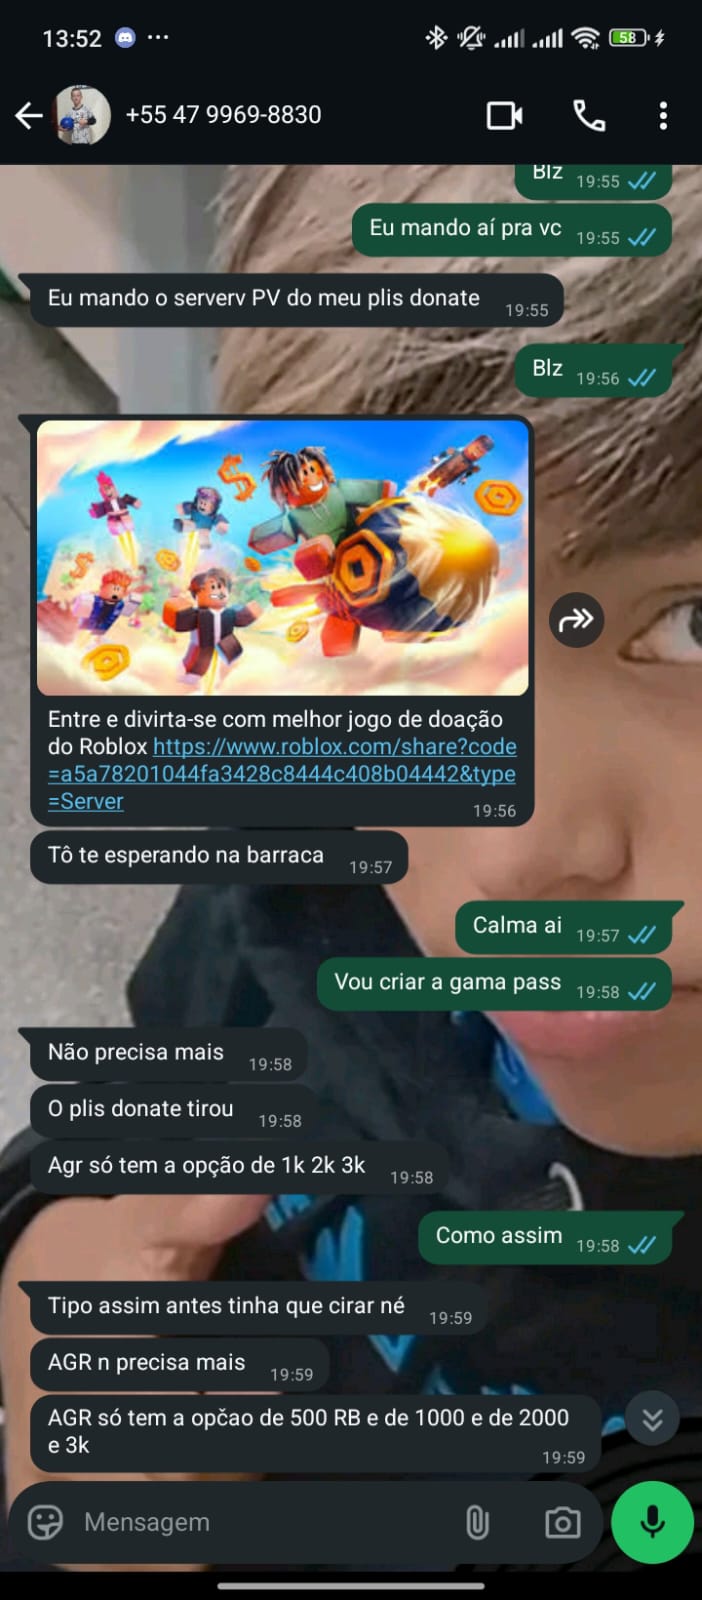 13:52
58
+55 47 9969-8830
Blz 19:55
Eu mando aí pra vc 19:55
Eu mando o serverv PV do meu plis donate 19:55
Blz 19:56
Entre e divirta-se com melhor jogo de doação
do Roblox https://www.roblox.com/share?code
=a5a78201044fa3428c8444c408b04442&type
=Server 19:56
Tô te esperando na barraca 19:57
Calma ai 19:57
Vou criar a gama pass 19:58
Não precisa mais 19:58
O plis donate tirou 19:58
Agr só tem a opção de 1k 2k 3k 19:58
Como assim 19:58
Tipo assim antes tinha que cirar né 19:59
AGR n precisa mais 19:59
AGR só tem a opčao de 500 RB e de 1000 e de 2000
e 3k 19:59
Mensagem